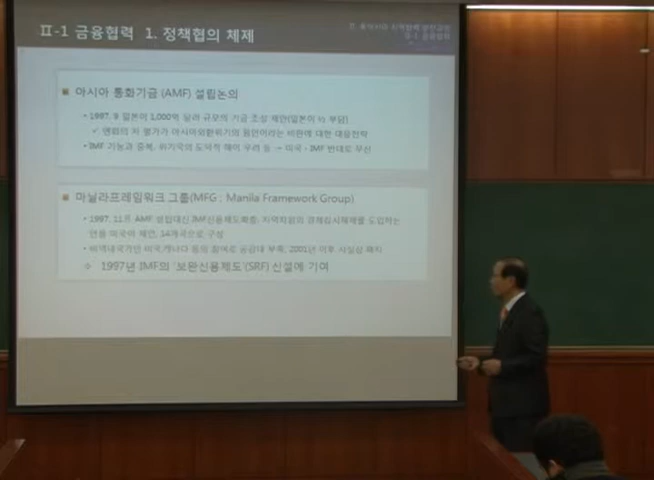 Ⅱ-1 금융협력 1. 정책협의 체제
Ⅱ-1 금융협력
아시아 통화기금 (AMF) 설립논의
1997. 9 일본이 1,000억 달러 규모의 기금 조성 제안(일본이 ½ 부담)
엔화의 저 평가가 아시아외환위기의 원인이라는 비판에 대한 대응전략
IMF 기능과 중복, 위기국의 도덕적 해이 우려 등 → 미국·IMF 반대로 무산
마닐라프레임워크 그룹(MFG : Manila Framework Group)
1997. 11월 AMF 설립대신 IMF신용제도확충, 지역차원의 경제감시체제를 도입하는
안을 미국이 제안, 14개국으로 구성
비역내국가인 미국,캐나다 등의 참여로 공감대 부족, 2001년 이후 사실상 폐지
1997년 IMF의 '보완신용제도'(SRF) 신설에 기여